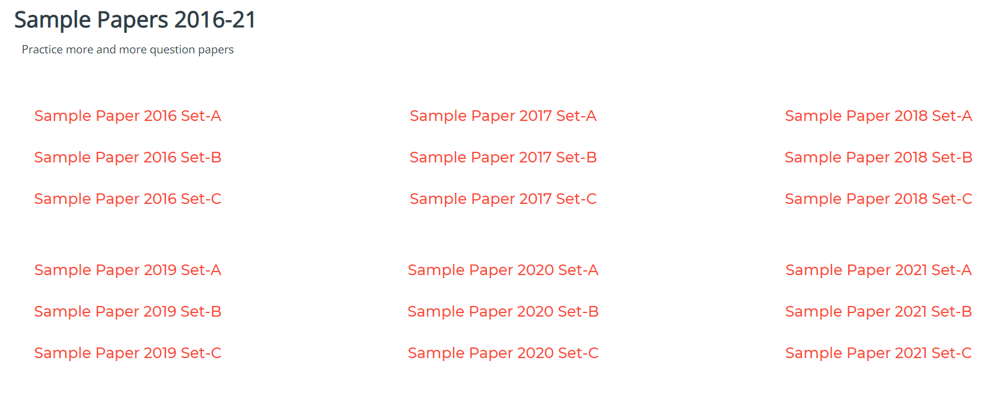 Sample Papers 2016-21
Practice more and more question papers
Sample Paper 2016 Set-A
Sample Paper 2016 Set-B
Sample Paper 2016 Set-C
Sample Paper 2017 Set-A
Sample Paper 2017 Set-B
Sample Paper 2017 Set-C
Sample Paper 2018 Set-A
Sample Paper 2018 Set-B
Sample Paper 2018 Set-C
Sample Paper 2019 Set-A
Sample Paper 2019 Set-B
Sample Paper 2019 Set-C
Sample Paper 2020 Set-A
Sample Paper 2020 Set-B
Sample Paper 2020 Set-C
Sample Paper 2021 Set-A
Sample Paper 2021 Set-B
Sample Paper 2021 Set-C